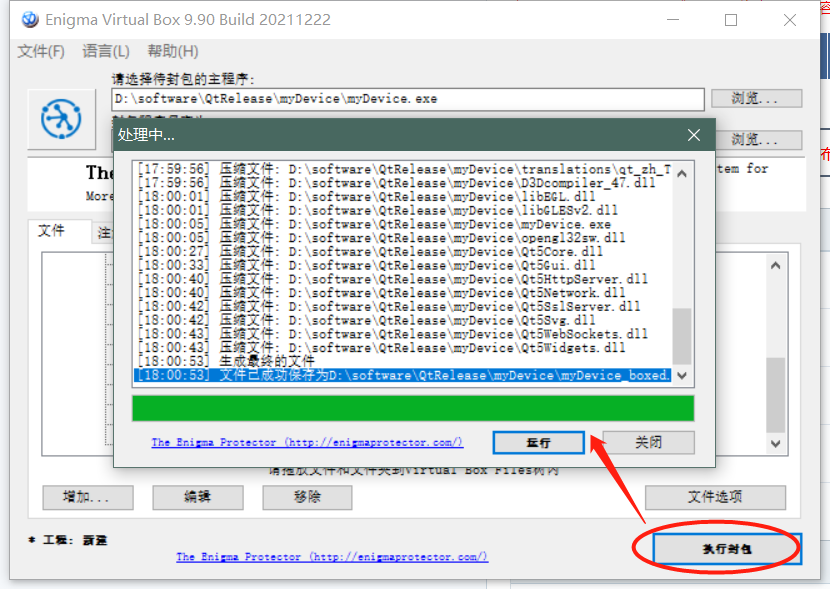 Enigma Virtual Box 9.90 Build 20211222
文件(F) 语言(L) 帮助(H)
请选择待封包的主程序:
D:\software\QtRelease\myDevice\myDevice.exe
浏览...
处理中...
浏览...
The
tem for
More
文件
[17:59:56] 压缩文件: D:\software\QtRelease\myDevice\translations\qt_zh_T
[17:59:56] 压缩文件: D:\software\QtRelease\myDevice\D3Dcompiler_47.dll
[18:00:01] 压缩文件: D:\software\QtRelease\myDevice\libEGL.dll
[18:00:01] 压缩文件: D:\software\QtRelease\myDevice\libGLESv2.dll
[18:00:05] 压缩文件: D:\software\QtRelease\myDevice\myDevice.exe
[18:00:05] 压缩文件: D:\software\QtRelease\myDevice\opengl32sw.dll
[18:00:27] 压缩文件: D:\software\QtRelease\myDevice\Qt5Core.dll
[18:00:33] 压缩文件: D:\software\QtRelease\myDevice\Qt5Gui.dll
[18:00:40] 压缩文件: D:\software\QtRelease\myDevice\Qt5HttpServer.dll
[18:00:40] 压缩文件: D:\software\QtRelease\myDevice\Qt5Network.dll
[18:00:42] 压缩文件: D:\software\QtRelease\myDevice\Qt5SslServer.dll
[18:00:42] 压缩文件: D:\software\QtRelease\myDevice\Qt5Svg.dll
[18:00:43] 压缩文件: D:\software\QtRelease\myDevice\Qt5WebSockets.dll
[18:00:43] 压缩文件: D:\software\QtRelease\myDevice\Qt5Widgets.dll
[18:00:53] 生成最终的文件
[18:00:53] 文件已成功保存为D:\software\QtRelease\myDevice\myDevice_boxed.
The Enigma Protector (http://enigmaprotector.com/)
运行
关闭
请拖放文件和文件夹到Virtual Box Files树内
增加...
编辑
移除
文件选项
* 工程: 新建
执行封包
The Enigma Protector (http://enigmaprotector.com/)